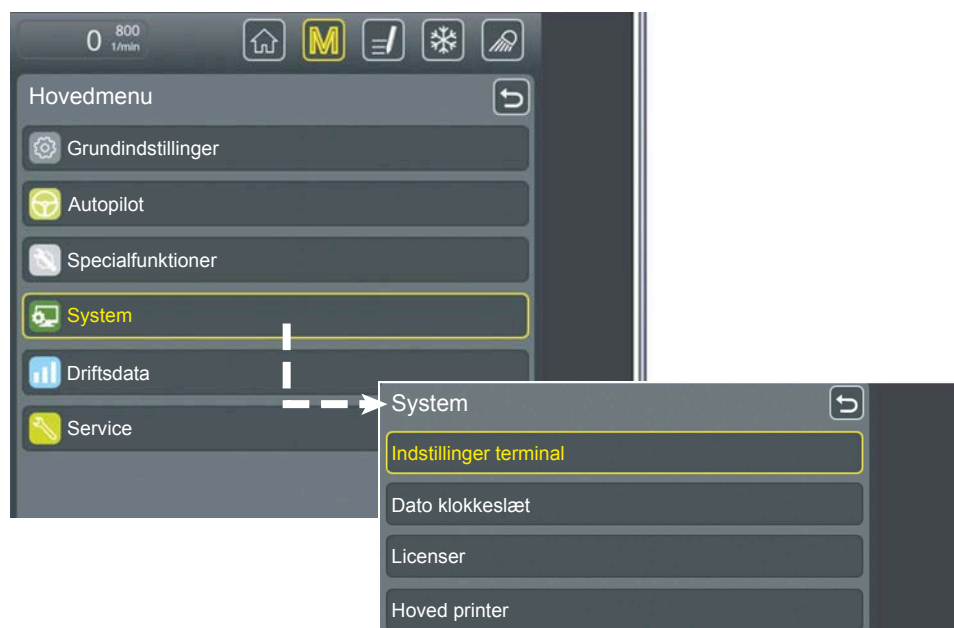 0 800 1/min
M
Hovedmenu
Grundindstillinger
Autopilot
Specialfunktioner
System
Driftsdata
Service
System
Indstillinger terminal
Dato klokkeslæt
Licenser
Hoved printer